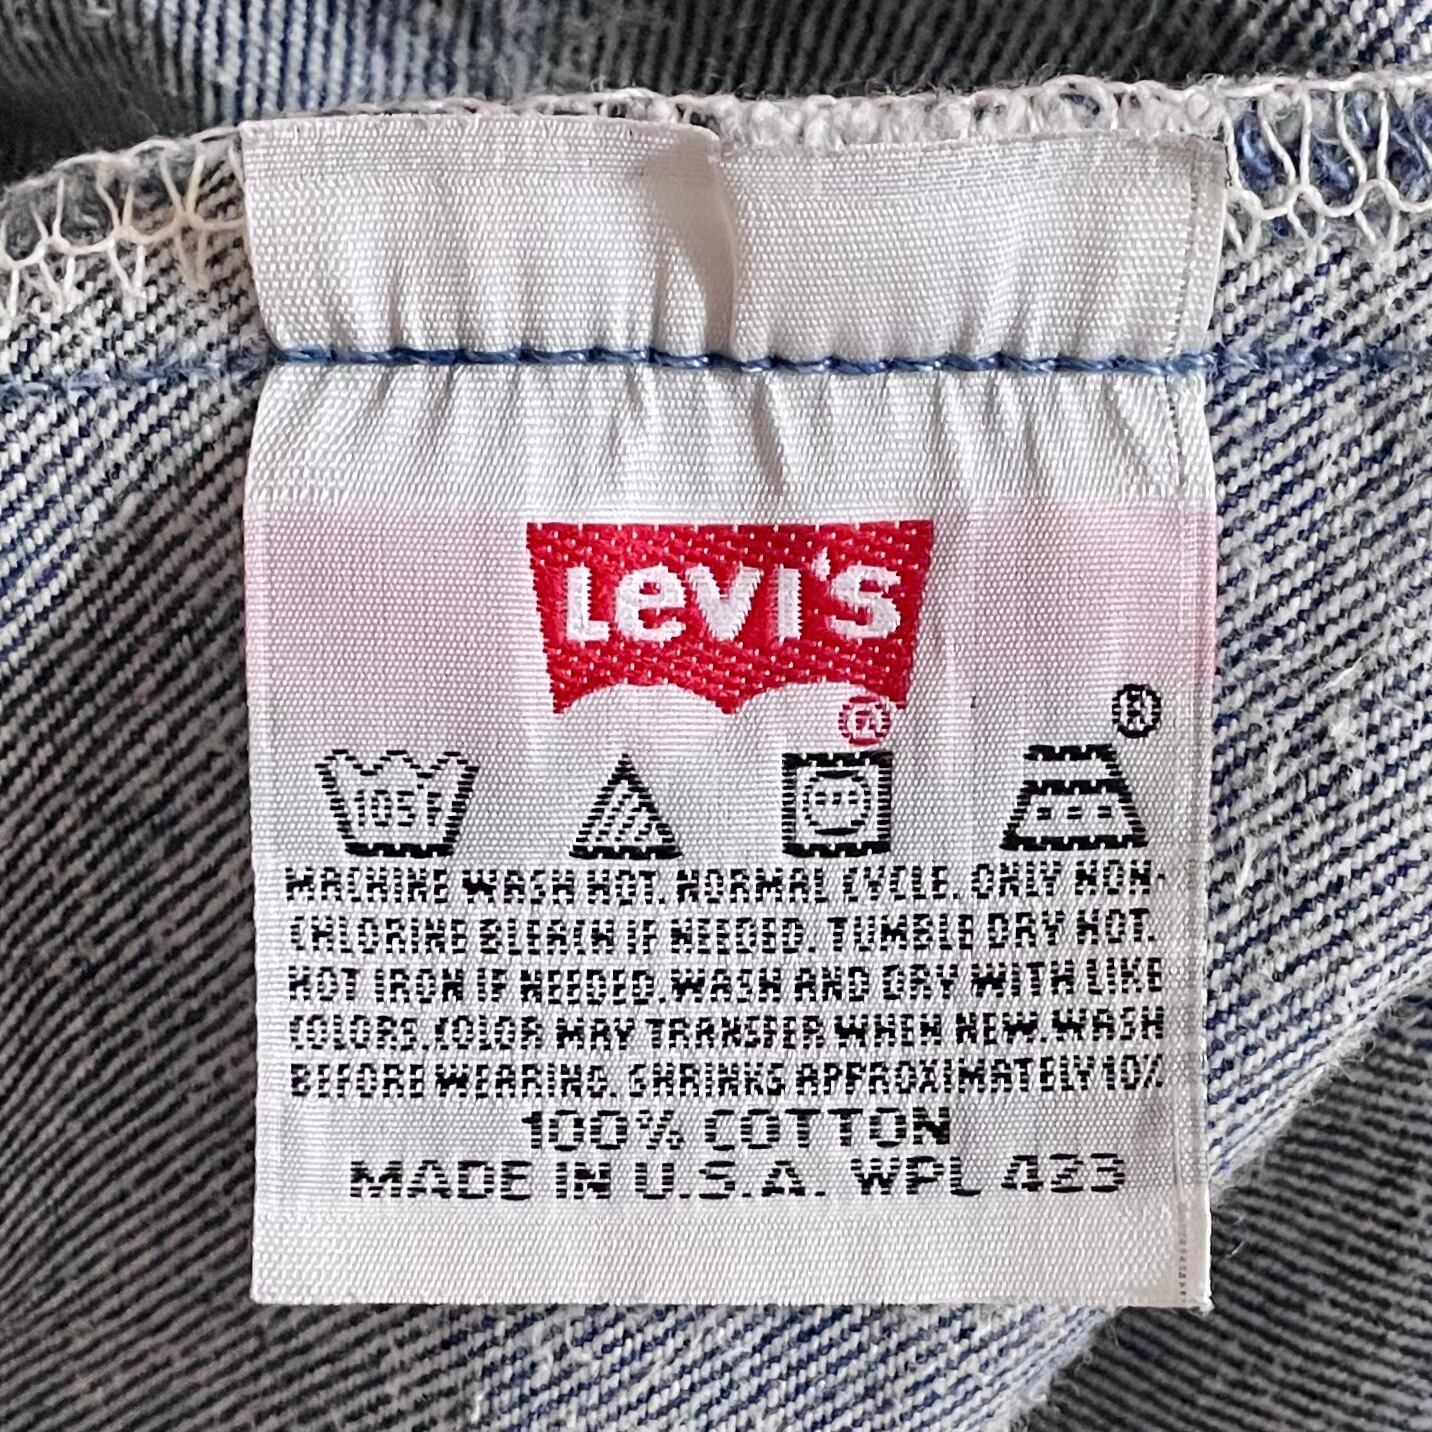 Levi's
®
®
105F
MACHINE WASH HOT. NORMAL CYCLE. ONLY NON-
CHLORINE BLEACH IF NEEDED. TUMBLE DRY HOT.
HOT IRON IF NEEDED. WASH AND DRY WITH LIKE
COLORS. COLOR MAY TRANSFER WHEN NEW. WASH
BEFORE WEARING. SHRINKS APPROXIMATELY 10%
100% COTTON
MADE IN U.S.A. WPL 423